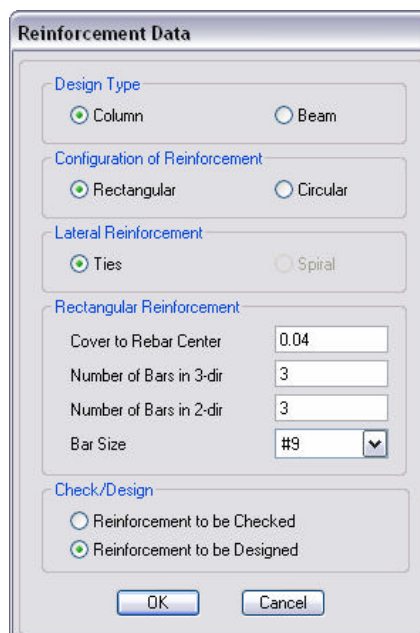 Reinforcement Data
Design Type
Column Beam
Configuration of Reinforcement
Rectangular Circular
Lateral Reinforcement
Ties Spiral
Rectangular Reinforcement
Cover to Rebar Center 0.04
Number of Bars in 3-dir 3
Number of Bars in 2-dir 3
Bar Size #9
Check/Design
Reinforcement to be Checked
Reinforcement to be Designed
OK Cancel